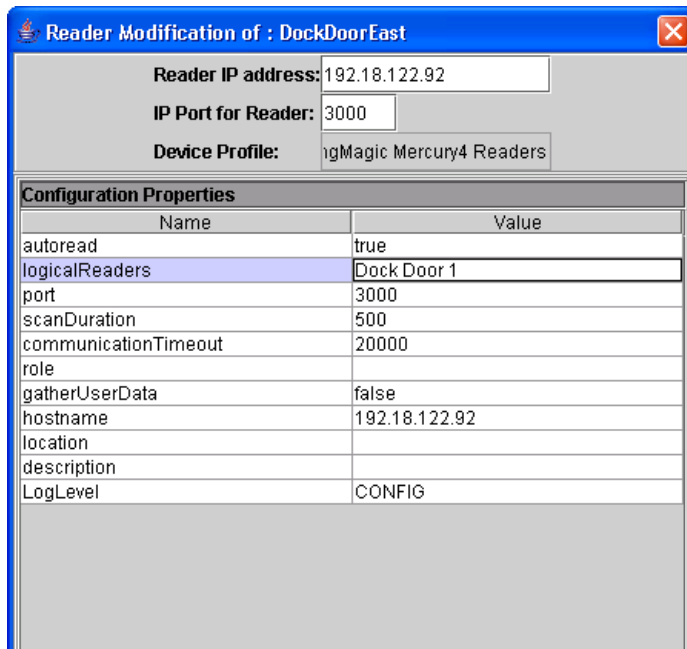 Reader Modification of : DockDoorEast
Reader IP address: 192.18.122.92
IP Port for Reader: 3000
Device Profile: ngMagic Mercury4 Readers
Configuration Properties
Name Value
autoread true
logicalReaders Dock Door 1
port 3000
scanDuration 500
communicationTimeout 20000
role
gatherUserData false
hostname 192.18.122.92
location
description
LogLevel CONFIG